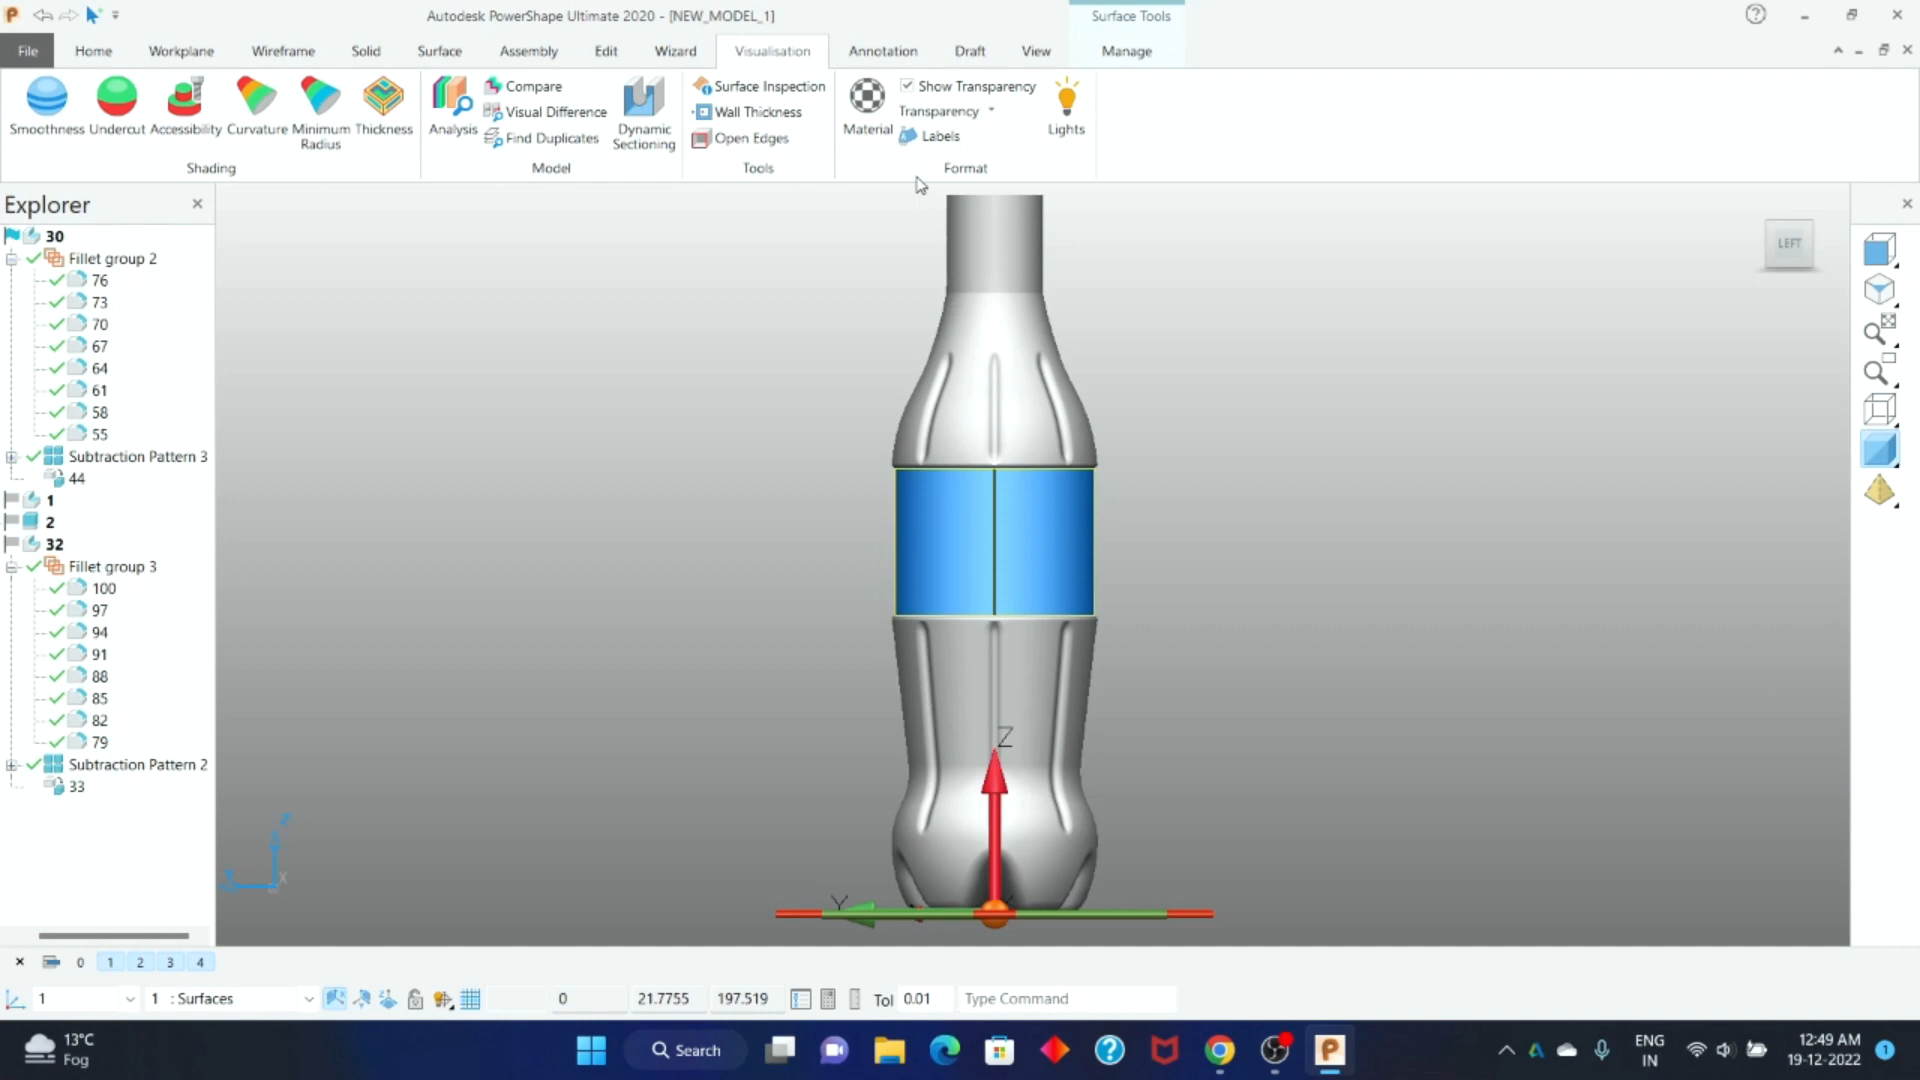 Autodesk PowerShape Ultimate 2020 - [NEW_MODEL_1]
Surface Tools
File
Home
Workplane
Wireframe
Solid
Surface
Assembly
Edit
Wizard
Visualisation
Annotation
Draft
View
Manage
Smoothness
Undercut
Accessibility
Curvature
Minimum Radius
Thickness
Shading
Analysis
Compare
Visual Difference
Find Duplicates
Dynamic Sectioning
Model
Surface Inspection
Wall Thickness
Open Edges
Tools
Material
Show Transparency
Transparency
Labels
Lights
Format
Explorer
30
Fillet group 2
76
73
70
67
64
61
58
55
Subtraction Pattern 3
44
1
2
32
Fillet group 3
100
97
94
91
88
85
82
79
Subtraction Pattern 2
33
LEFT
Z
Y
Z
Y
X
0 1 2 3 4
1
1 : Surfaces
0
21.7755
197.519
Tol 0.01
Type Command
13°C
Fog
Search
ENG
IN
12:49 AM
19-12-2022
1